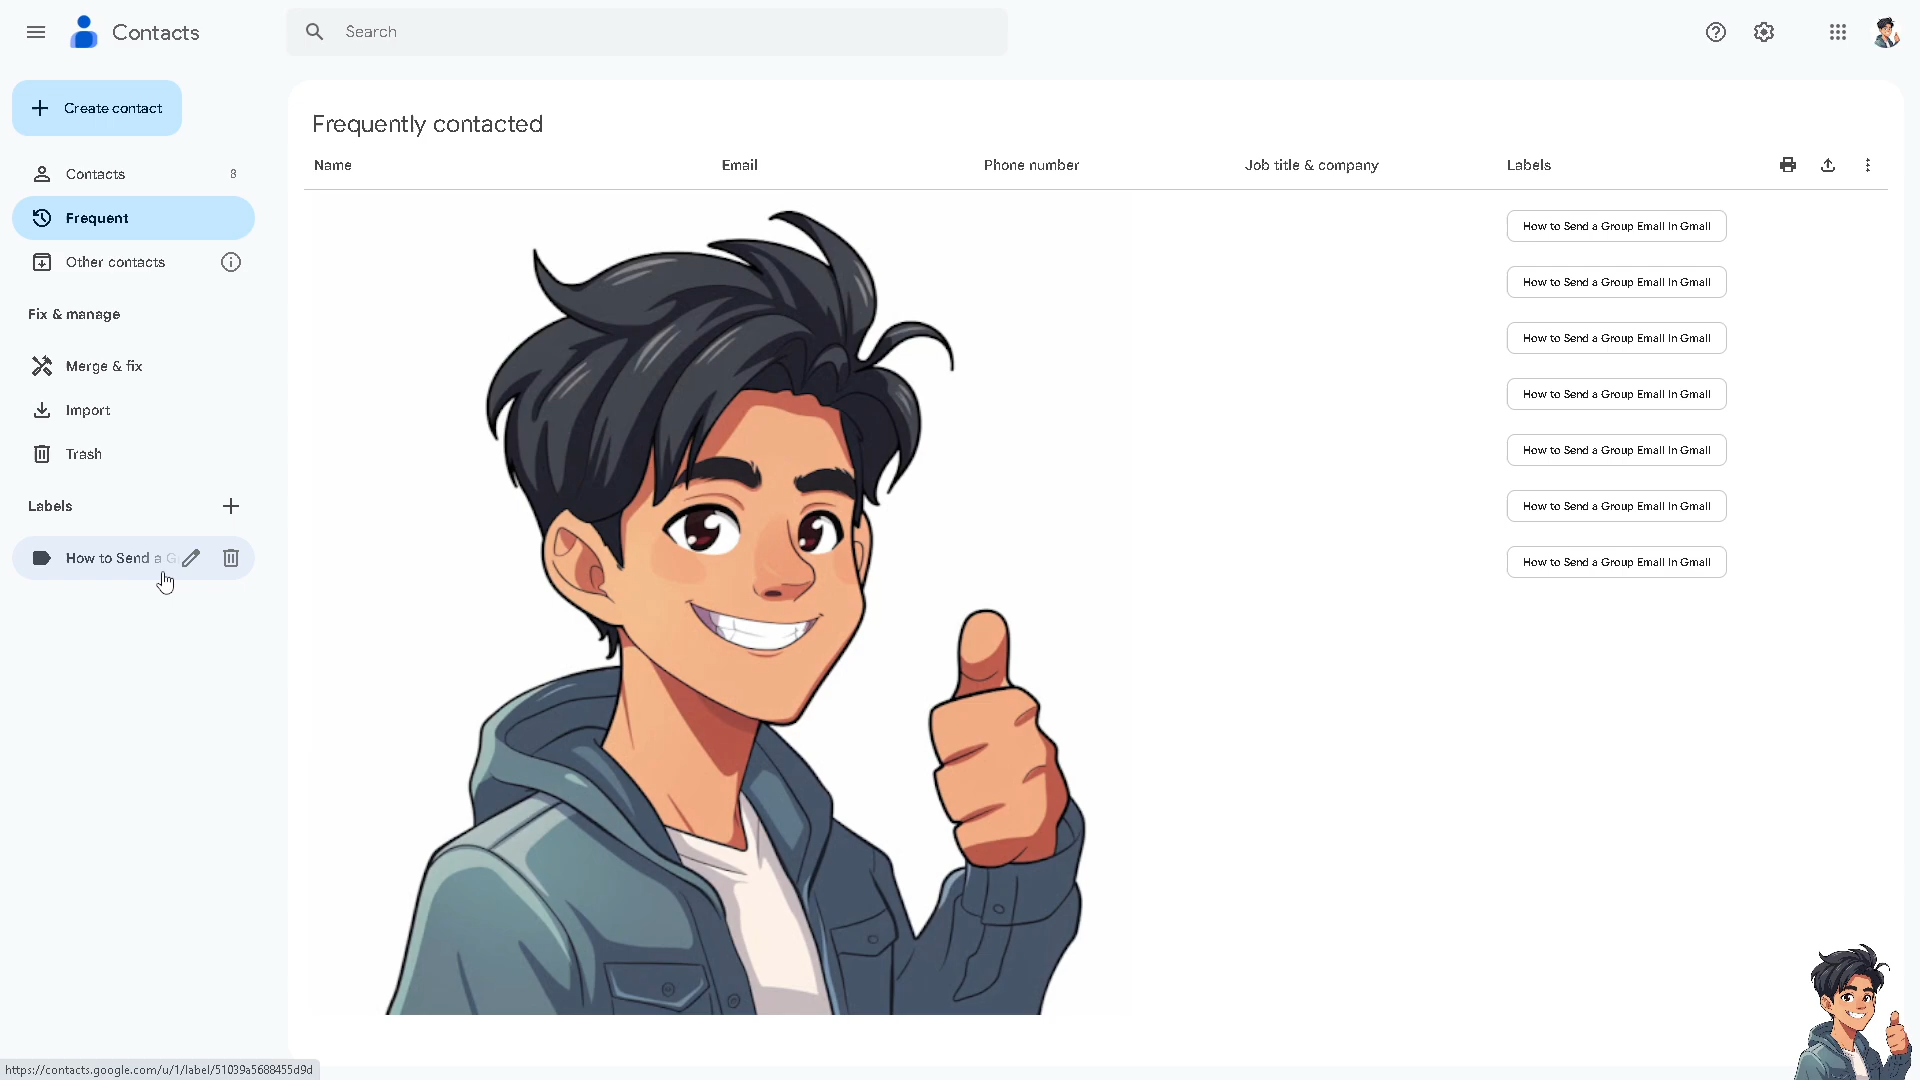 Contacts
Search
Create contact
Frequently contacted
Name Email Phone number Job title & company Labels
Contacts 8
Frequent
Other contacts
Fix & manage
Merge & fix
Import
Trash
Labels
How to Send a G
How to Send a Group Email In Gmail
How to Send a Group Email In Gmail
How to Send a Group Email In Gmail
How to Send a Group Email In Gmail
How to Send a Group Email In Gmail
How to Send a Group Email In Gmail
How to Send a Group Email In Gmail
https://contacts.google.com/u/1/label/51039a5688455d9d